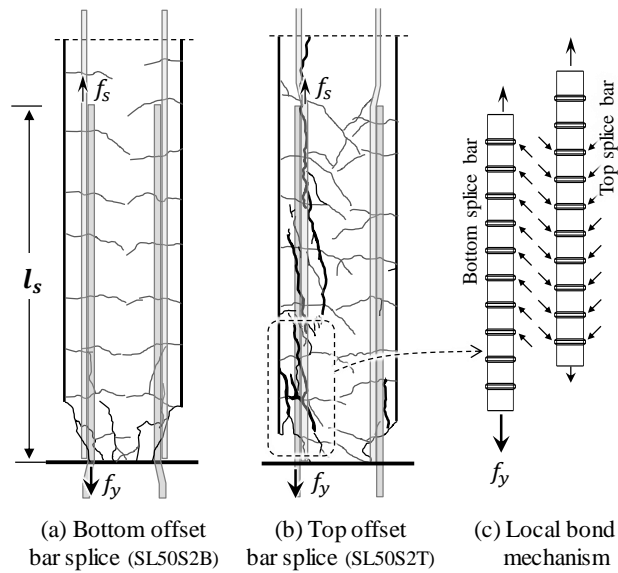 f_s
f_s
Bottom splice bar
Top splice bar
l_s
f_y
f_y
f_y
(a) Bottom offset
bar splice (SL50S2B)
(b) Top offset
bar splice (SL50S2T)
(c) Local bond
mechanism